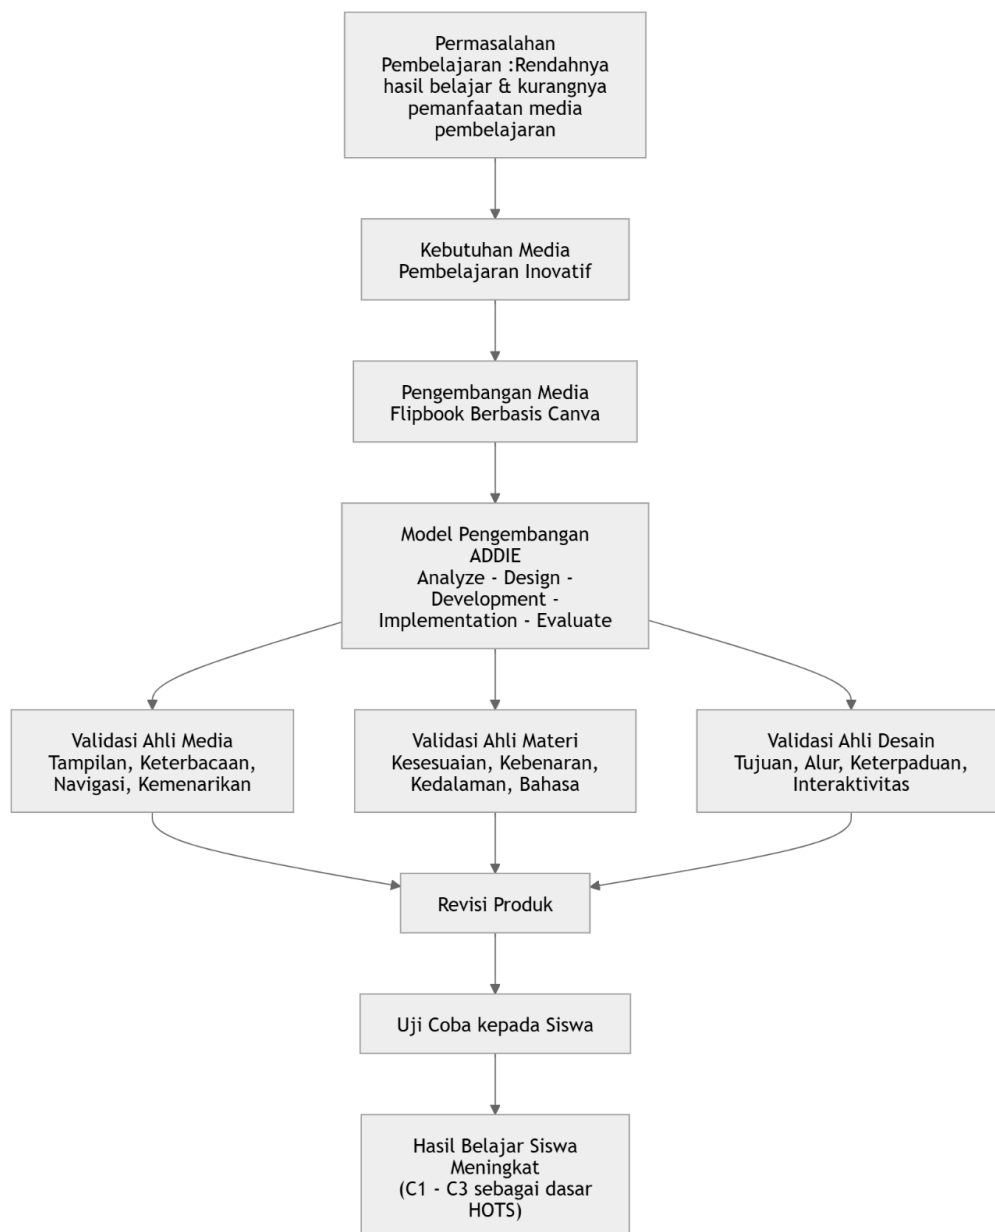 Permasalahan
Pembelajaran :Rendahnya
hasil belajar & kurangnya
pemanfaatan media
pembelajaran
Kebutuhan Media
Pembelajaran Inovatif
Pengembangan Media
Flipbook Berbasis Canva
Model Pengembangan
ADDIE
Analyze - Design -
Development -
Implementation - Evaluate
Validasi Ahli Media
Tampilan, Keterbacaan,
Navigasi, Kemenarikan
Validasi Ahli Materi
Kesesuaian, Kebenaran,
Kedalaman, Bahasa
Validasi Ahli Desain
Tujuan, Alur, Keterpaduan,
Interaktivitas
Revisi Produk
Uji Coba kepada Siswa
Hasil Belajar Siswa
Meningkat
(C1 - C3 sebagai dasar
HOTS)